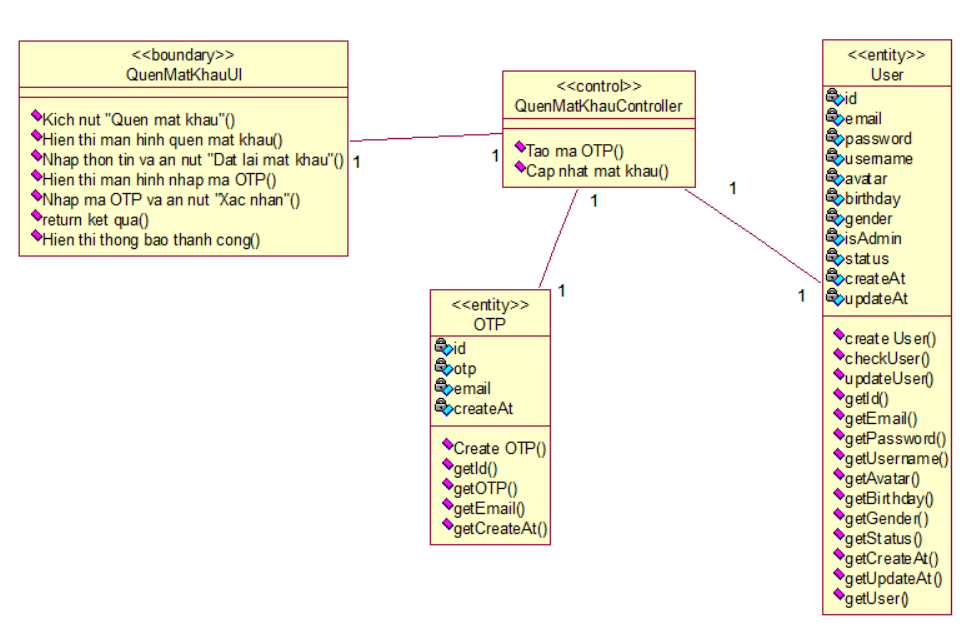 <<boundary>>
QuenMatKhauUI
Kich nut "Quen mat khau"()
Hien thi man hinh quen mat khau()
Nhap thon tin va an nut "Dat lai mat khau"()
Hien thi man hinh nhap ma OTP()
Nhap ma OTP va an nut "Xac nhan"()
return ket qua()
Hien thi thong bao thanh cong()
1
1
<<control>>
QuenMatKhauController
Tao ma OTP()
Cap nhat mat khau()
1
1
1
1
<<entity>>
OTP
id
otp
email
createAt
Create OTP()
getId()
getOTP()
getEmail()
getCreateAt()
<<entity>>
User
id
email
password
username
avatar
birthday
gender
isAdmin
status
createAt
updateAt
create User()
checkUser()
updateUser()
getId()
getEmail()
getPassword()
getUsername()
getAvatar()
getBirthday()
getGender()
getStatus()
getCreateAt()
getUpdateAt()
getUser()